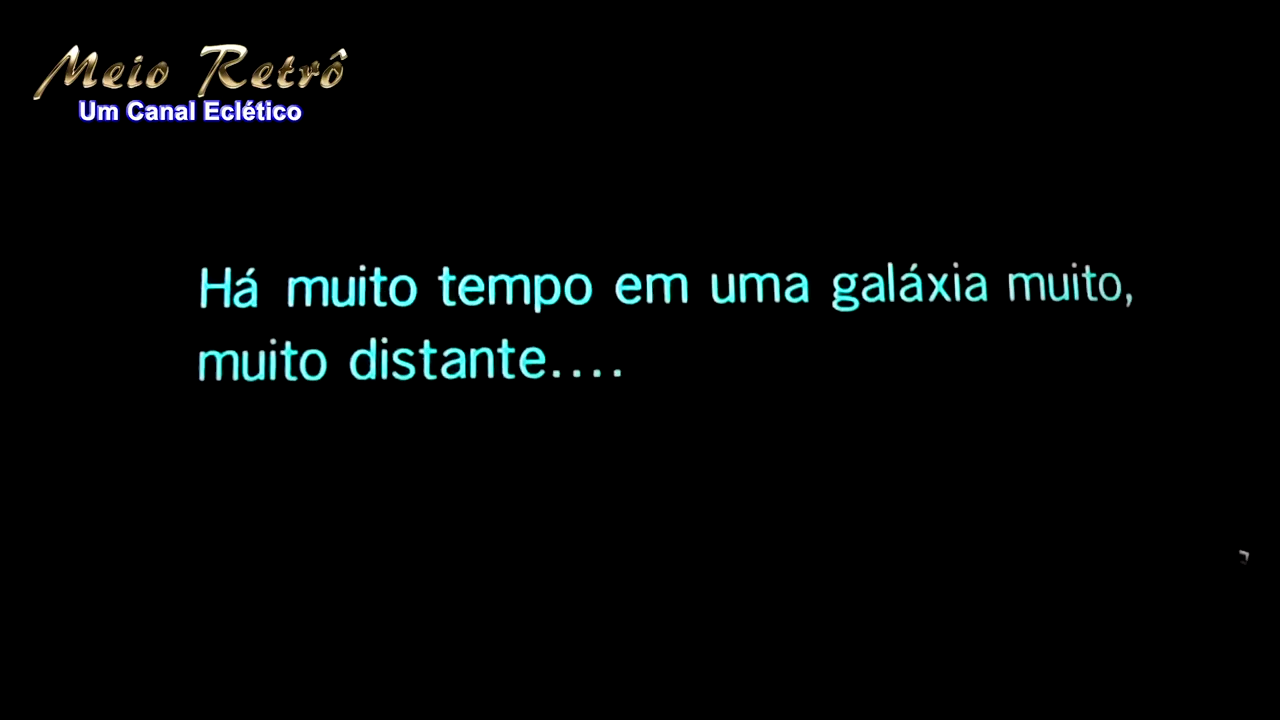 Meio Retrô
Um Canal Eclético
Há muito tempo em uma galáxia muito,
muito distante....